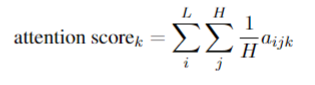 attention score_k = \sum_{i}^{L} \sum_{j}^{H} \frac{1}{H} a_{ijk}